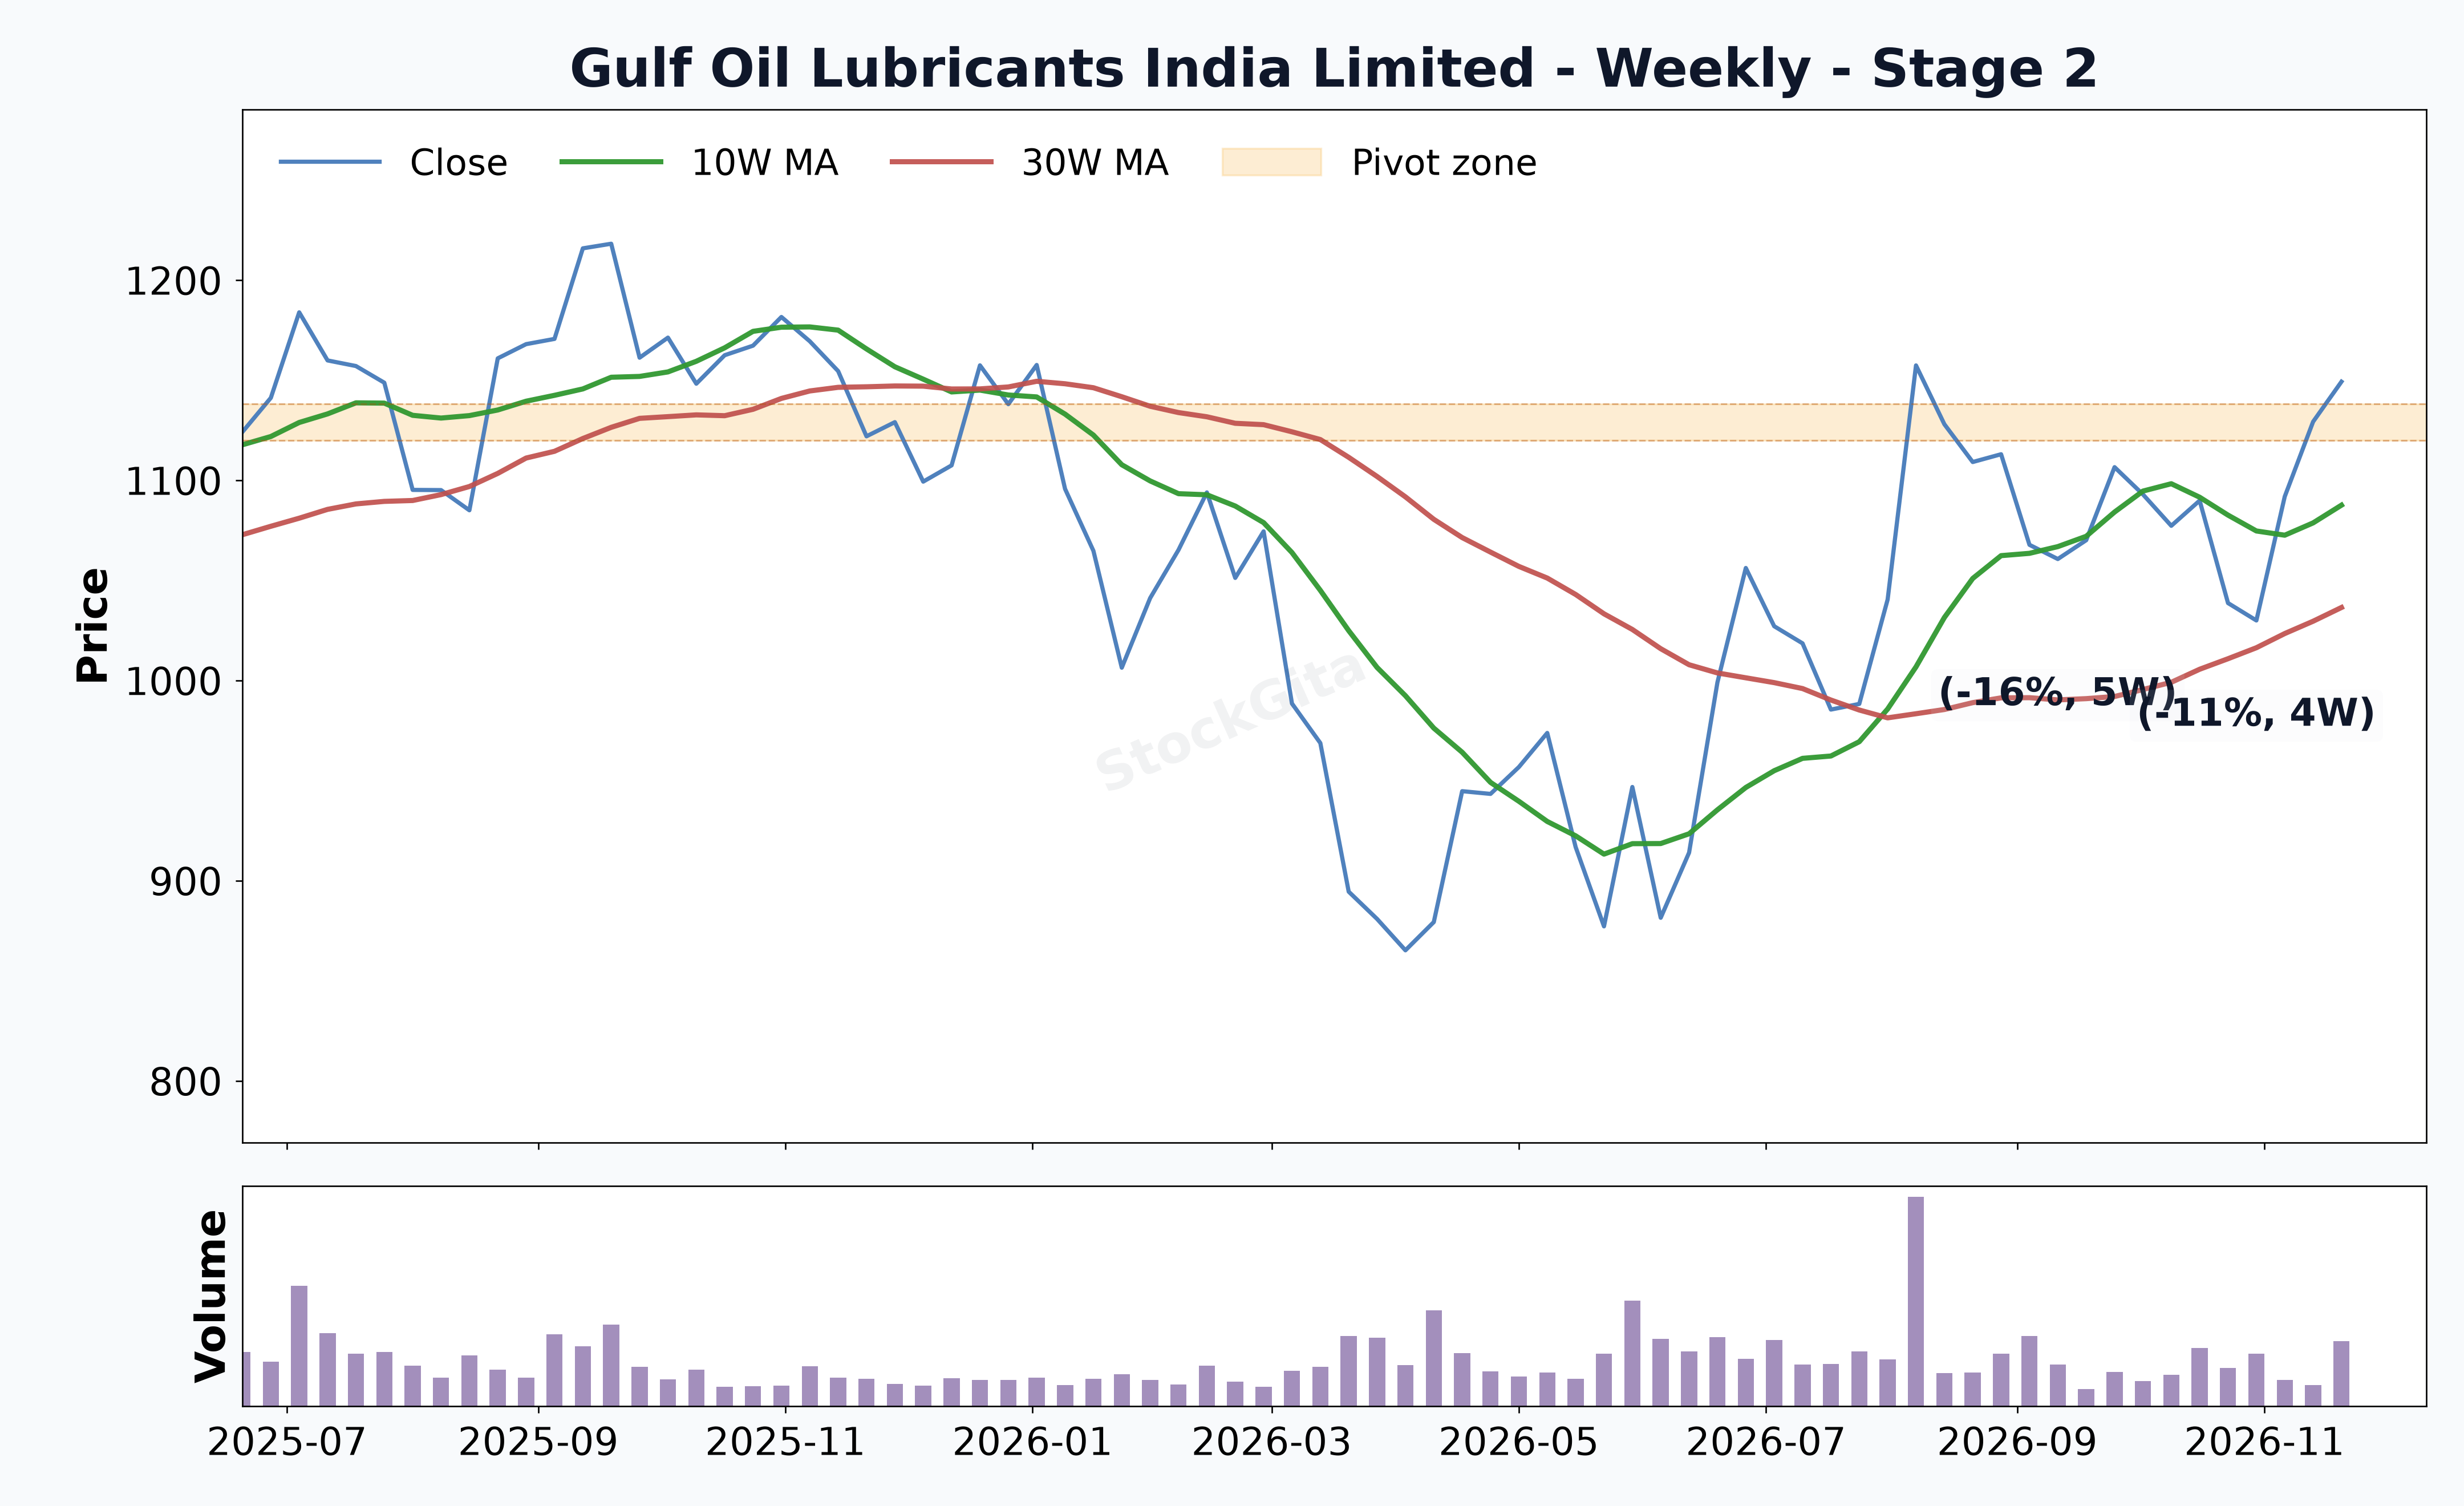 Gulf Oil Lubricants India Limited - Weekly - Stage 2
Close 10W MA 30W MA Pivot zone
Price
1200
1100
1000
900
800
StockGita
(-16%, 5W)
(-11%, 4W)
Volume
2025-07 2025-09 2025-11 2026-01 2026-03 2026-05 2026-07 2026-09 2026-11